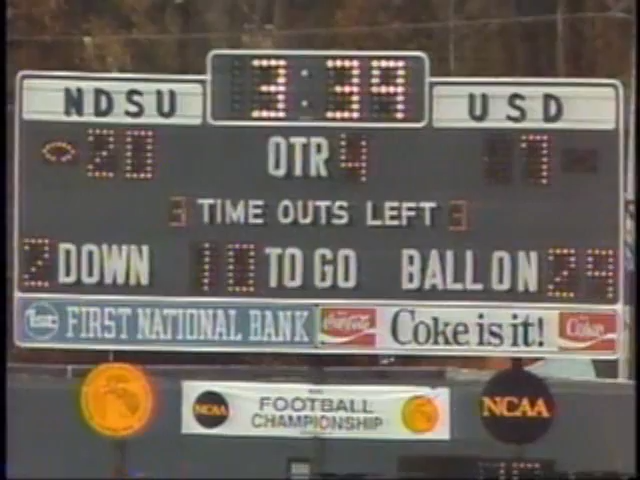 3:39
NDSU USD
20 QTR 4 7
3 TIME OUTS LEFT 3
2 DOWN 10 TO GO BALL ON 29
FIRST NATIONAL BANK Coca-Cola Coke is it! Coke
NCAA FOOTBALL CHAMPIONSHIP NCAA